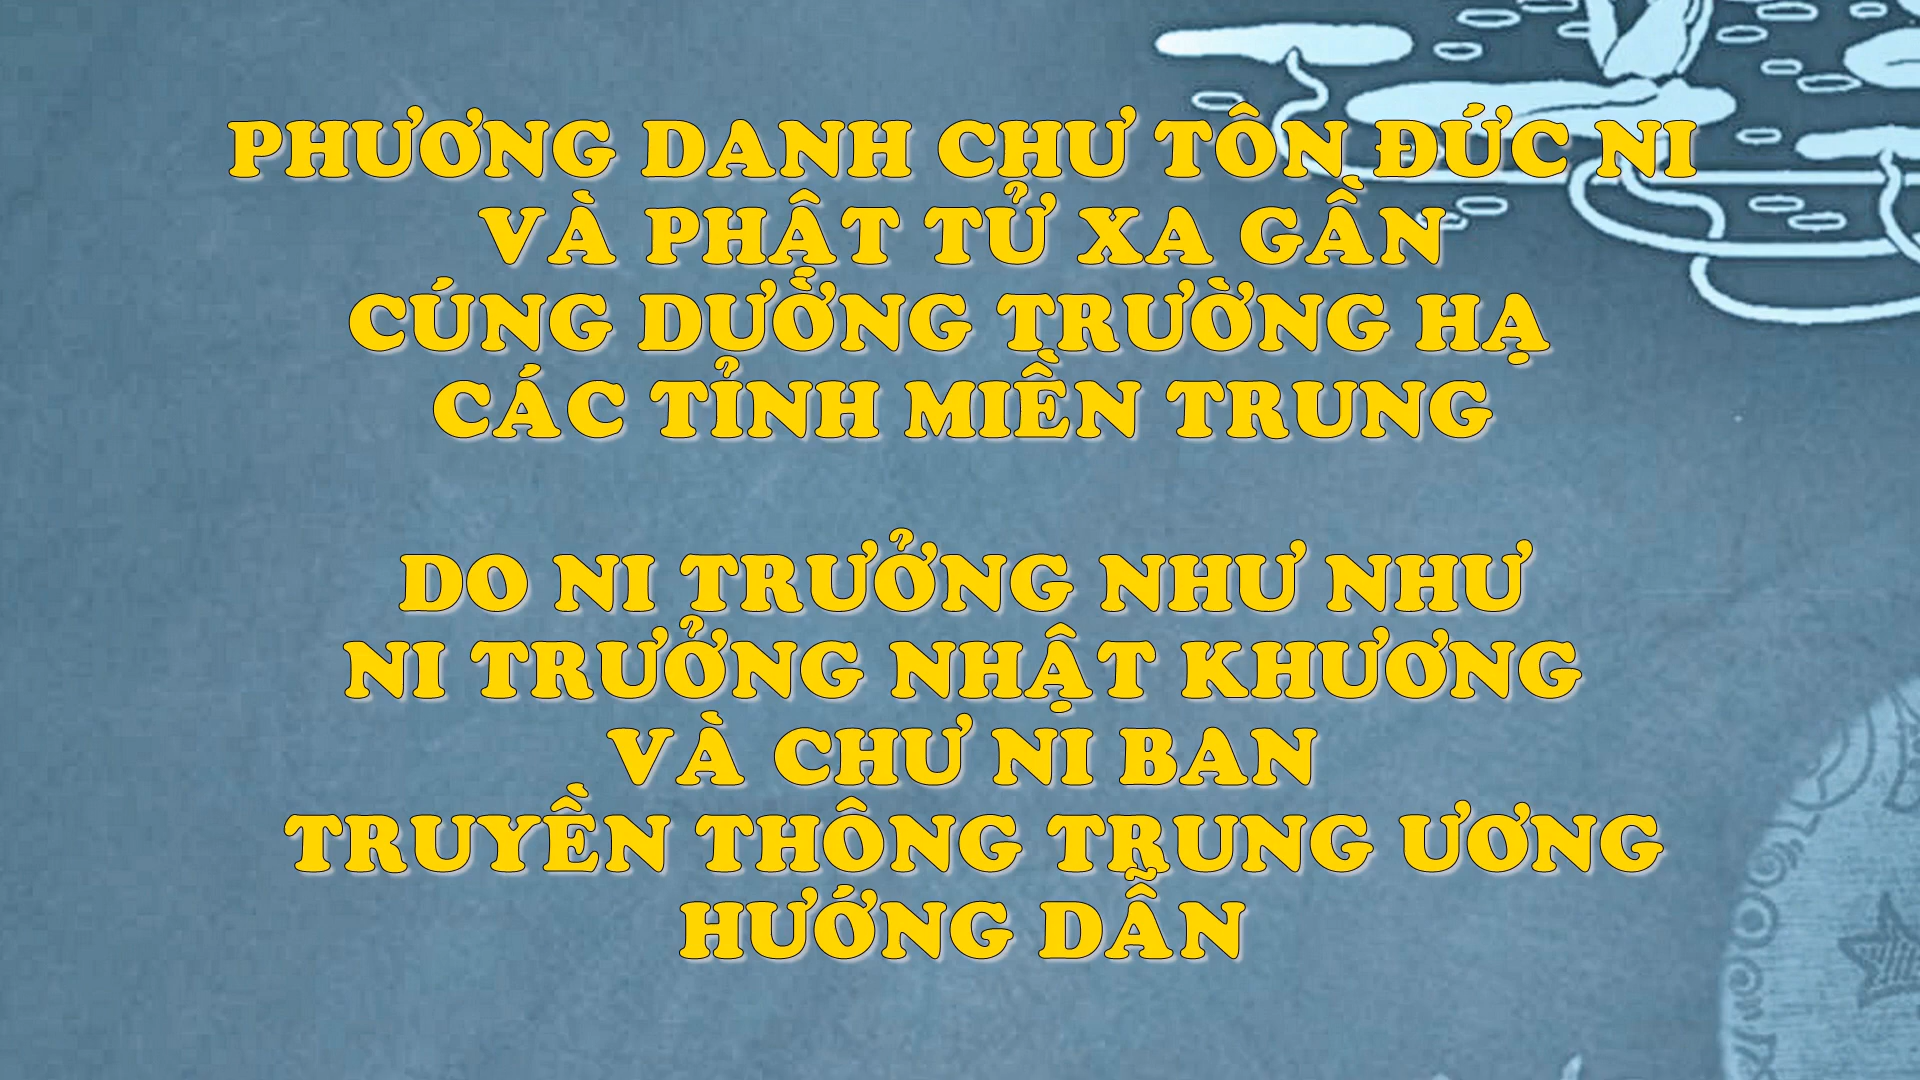 PHƯƠNG DANH CHƯ TÔN ĐỨC NI
VÀ PHẬT TỬ XA GẦN
CÚNG DƯỜNG TRƯỜNG HẠ
CÁC TỈNH MIỀN TRUNG
DO NI TRƯỞNG NHƯ NHƯ
NI TRƯỞNG NHẬT KHƯƠNG
VÀ CHƯ NI BAN
TRUYỀN THÔNG TRUNG ƯƠNG
HƯỚNG DẪN